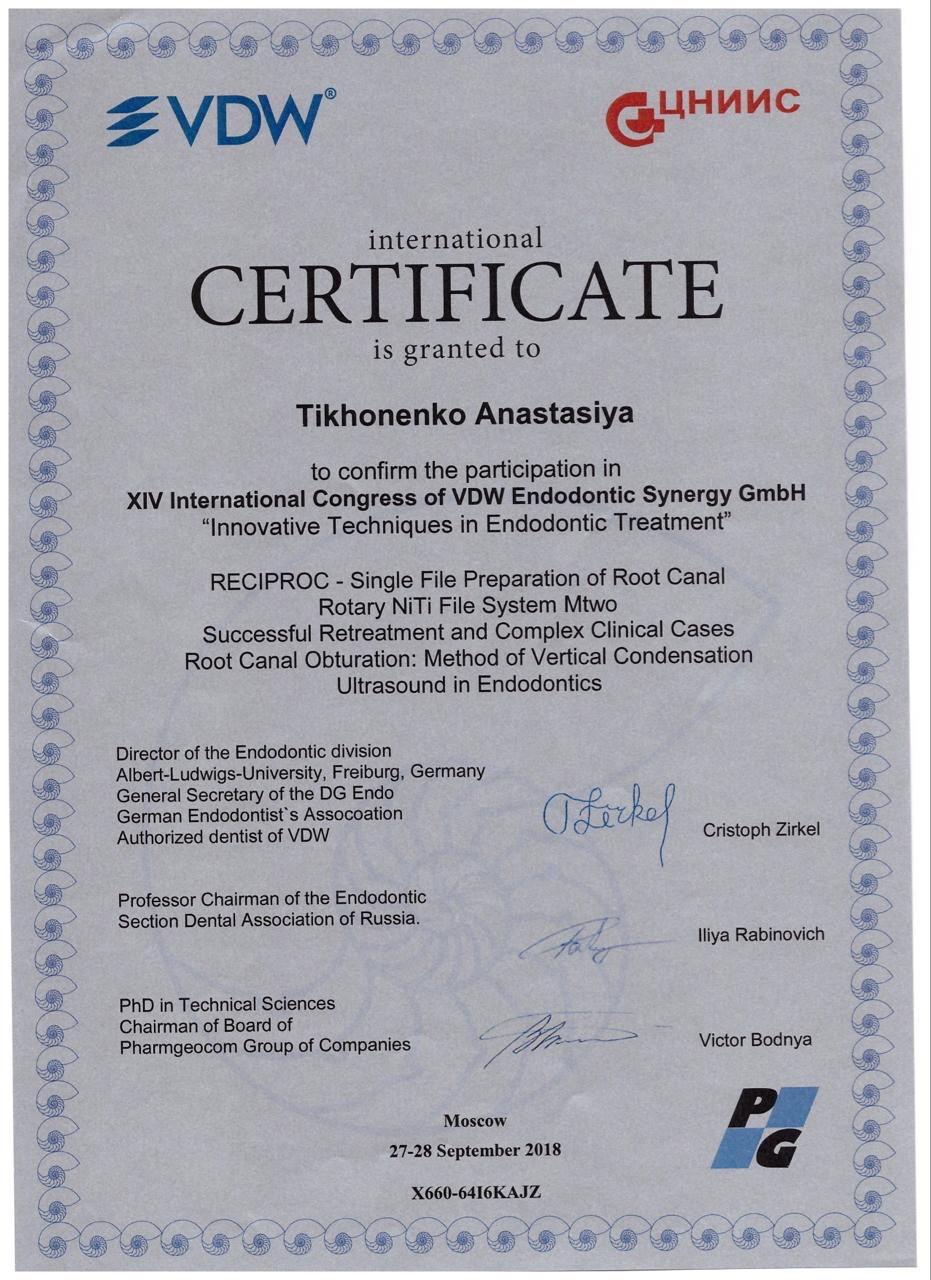 VDW®
ЦНИИС
international
CERTIFICATE
is granted to
Tikhonenko Anastasiya
to confirm the participation in
XIV International Congress of VDW Endodontic Synergy GmbH
“Innovative Techniques in Endodontic Treatment”
RECIPROC - Single File Preparation of Root Canal
Rotary NiTi File System Mtwo
Successful Retreatment and Complex Clinical Cases
Root Canal Obturation: Method of Vertical Condensation
Ultrasound in Endodontics
Director of the Endodontic division
Albert-Ludwigs-University, Freiburg, Germany
General Secretary of the DG Endo
German Endodontist`s Assocoation
Authorized dentist of VDW
Zirkel
Cristoph Zirkel
Professor Chairman of the Endodontic
Section Dental Association of Russia.
Iliya Rabinovich
PhD in Technical Sciences
Chairman of Board of
Pharmgeocom Group of Companies
Victor Bodnya
PG
Moscow
27-28 September 2018
X660-64I6KAJZ